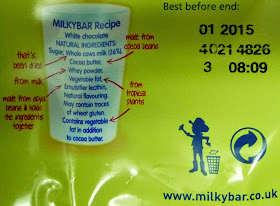 Best before end:
01 2015
40214826
3 08:09
MILKYBAR Recipe
White chocolate
NATURAL INGREDIENTS:
Sugar, Whole cows milk (26%),
Cocoa butter,
Whey powder,
Vegetable fat,
Emulsifier lecithin,
Natural flavouring.
May contain traces
of wheat gluten.
Contains vegetable
fat in addition
to cocoa butter.
that's
been dried
from milk
made from soya
beans & holds
the ingredients
together
made from
cocoa beans
from
tropical
plants
www.milkybar.co.uk